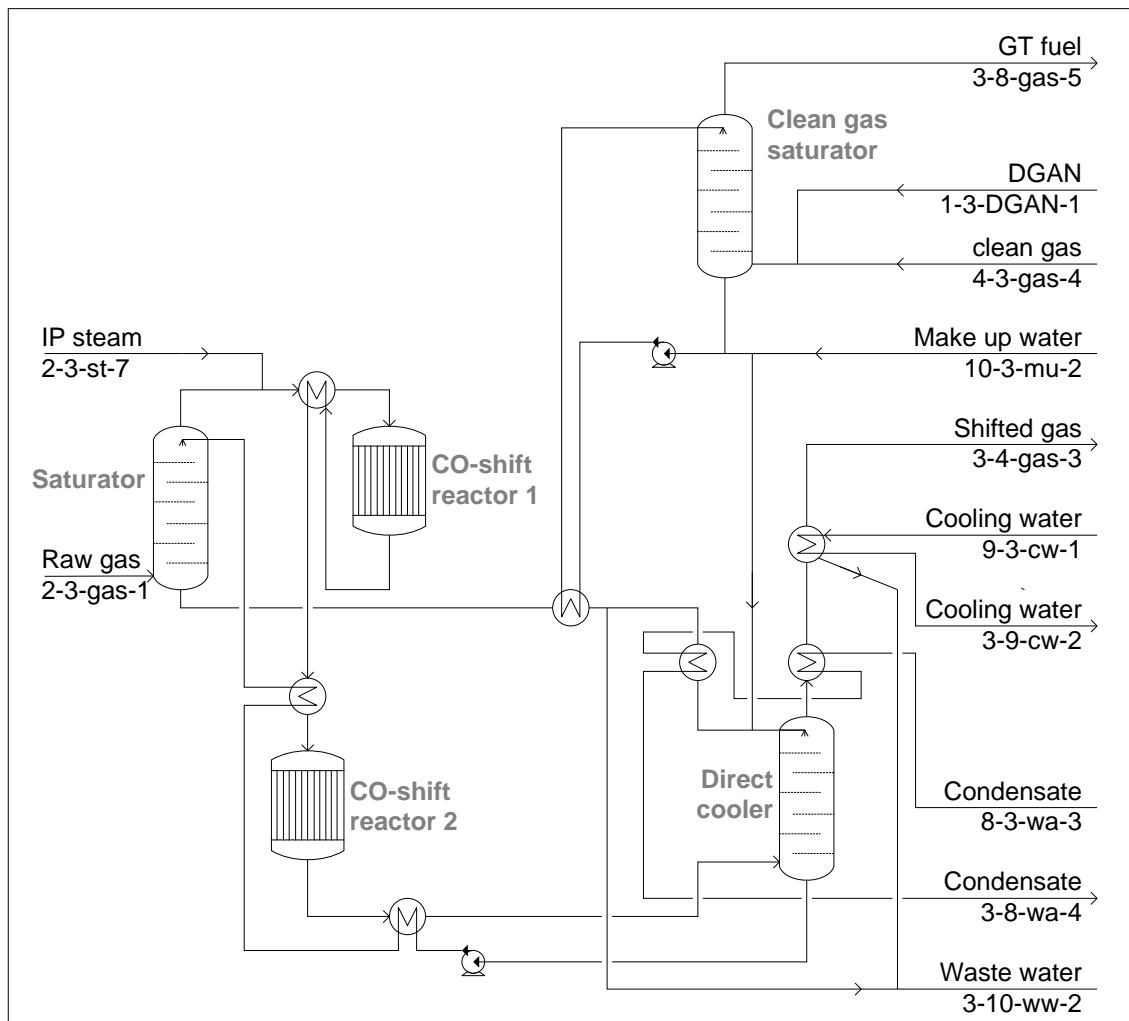 GT fuel
3-8-gas-5
Clean gas
saturator
DGAN
1-3-DGAN-1
clean gas
4-3-gas-4
IP steam
2-3-st-7
Make up water
10-3-mu-2
Shifted gas
3-4-gas-3
Saturator
CO-shift
reactor 1
Cooling water
9-3-cw-1
Raw gas
2-3-gas-1
Cooling water
3-9-cw-2
CO-shift
reactor 2
Direct
cooler
Condensate
8-3-wa-3
Condensate
3-8-wa-4
Waste water
3-10-ww-2